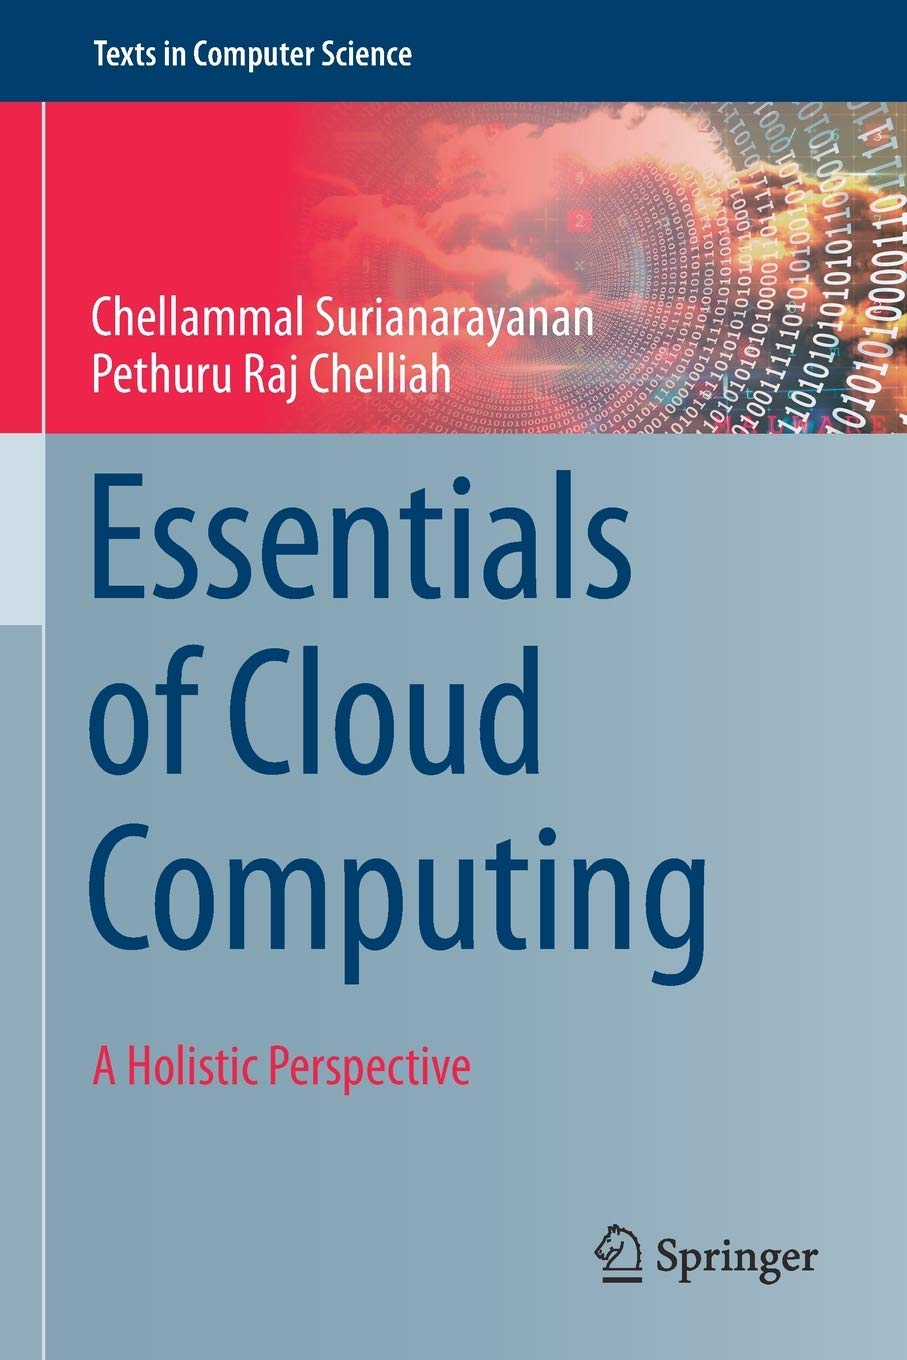 Texts in Computer Science
Chellammal Surianarayanan
Pethuru Raj Chelliah
Essentials
of Cloud
Computing
A Holistic Perspective
Springer